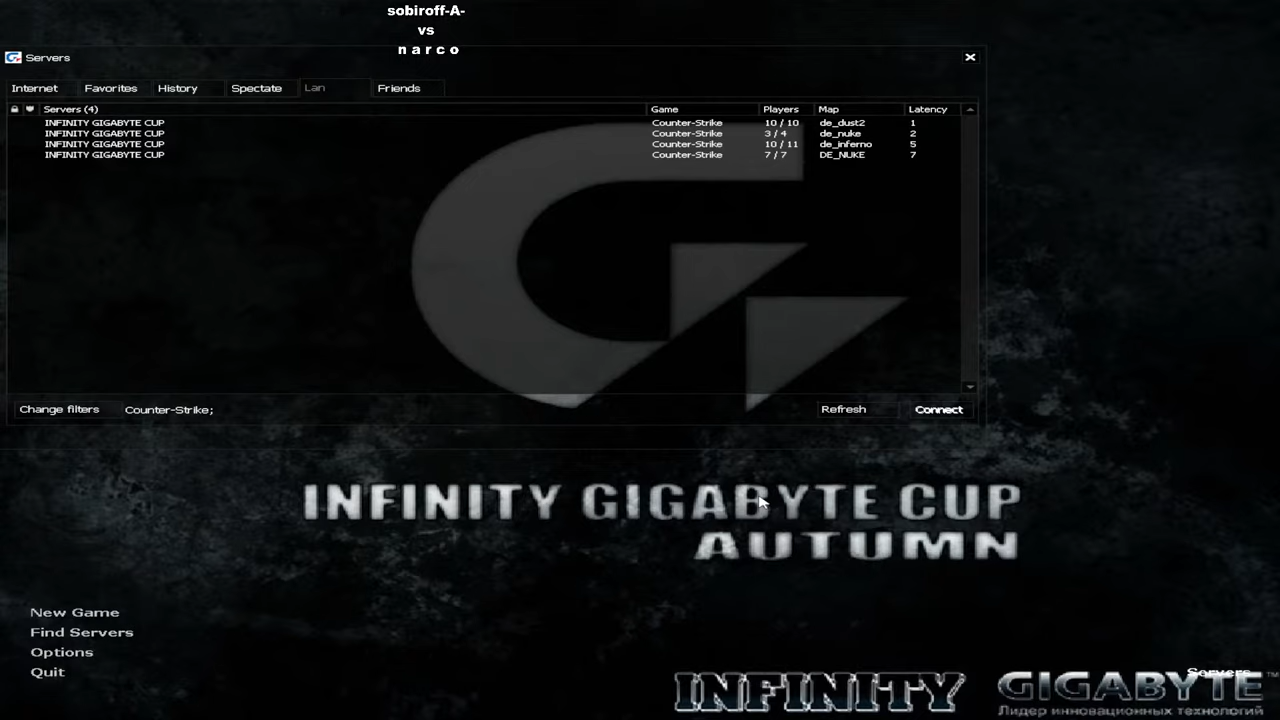 sobiroff-A-
vs
n a r c o
Servers
Internet Favorites History Spectate Lan Friends
Servers (4) Game Players Map Latency
INFINITY GIGABYTE CUP Counter-Strike 10 / 10 de_dust2 1
INFINITY GIGABYTE CUP Counter-Strike 3 / 4 de_nuke 2
INFINITY GIGABYTE CUP Counter-Strike 10 / 11 de_inferno 5
INFINITY GIGABYTE CUP Counter-Strike 7 / 7 DE_NUKE 7
Change filters Counter-Strike; Refresh Connect
INFINITY GIGABYTE CUP
AUTUMN
New Game
Find Servers
Options
Quit
Servers
INFINITY GIGABYTE™
Лидер инновационных технологий